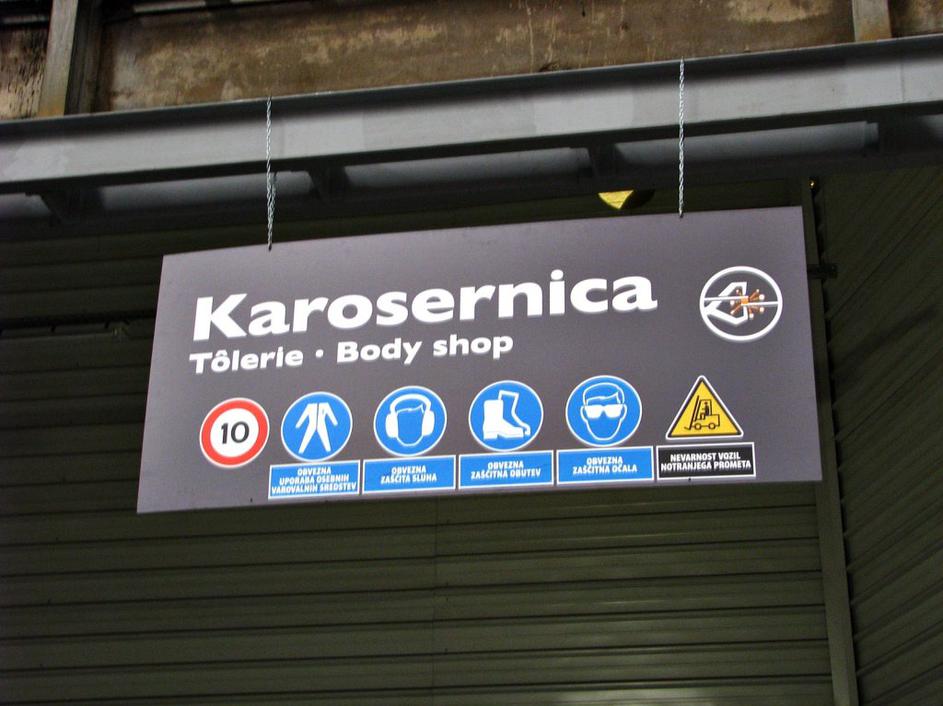 Karosernica
Tôlerie • Body shop
10
OBVEZNA
UPORABA OSEBNIH
VAROVALNIH SREDSTEV
OBVEZNA
ZAŠČITA SLUHA
OBVEZNA
ZAŠČITNA OBUTEV
OBVEZNA
ZAŠČITNA OČALA
NEVARNOST VOZIL
NOTRANJEGA PROMETA